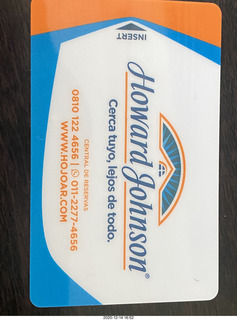 INSERT
Howard Johnson®
Cerca tuyo, lejos de todo.
CENTRAL DE RESERVAS
0810 122 4656 | 011-2277-4656
WWW.HOJOAR.COM
2020-12-14 16:52